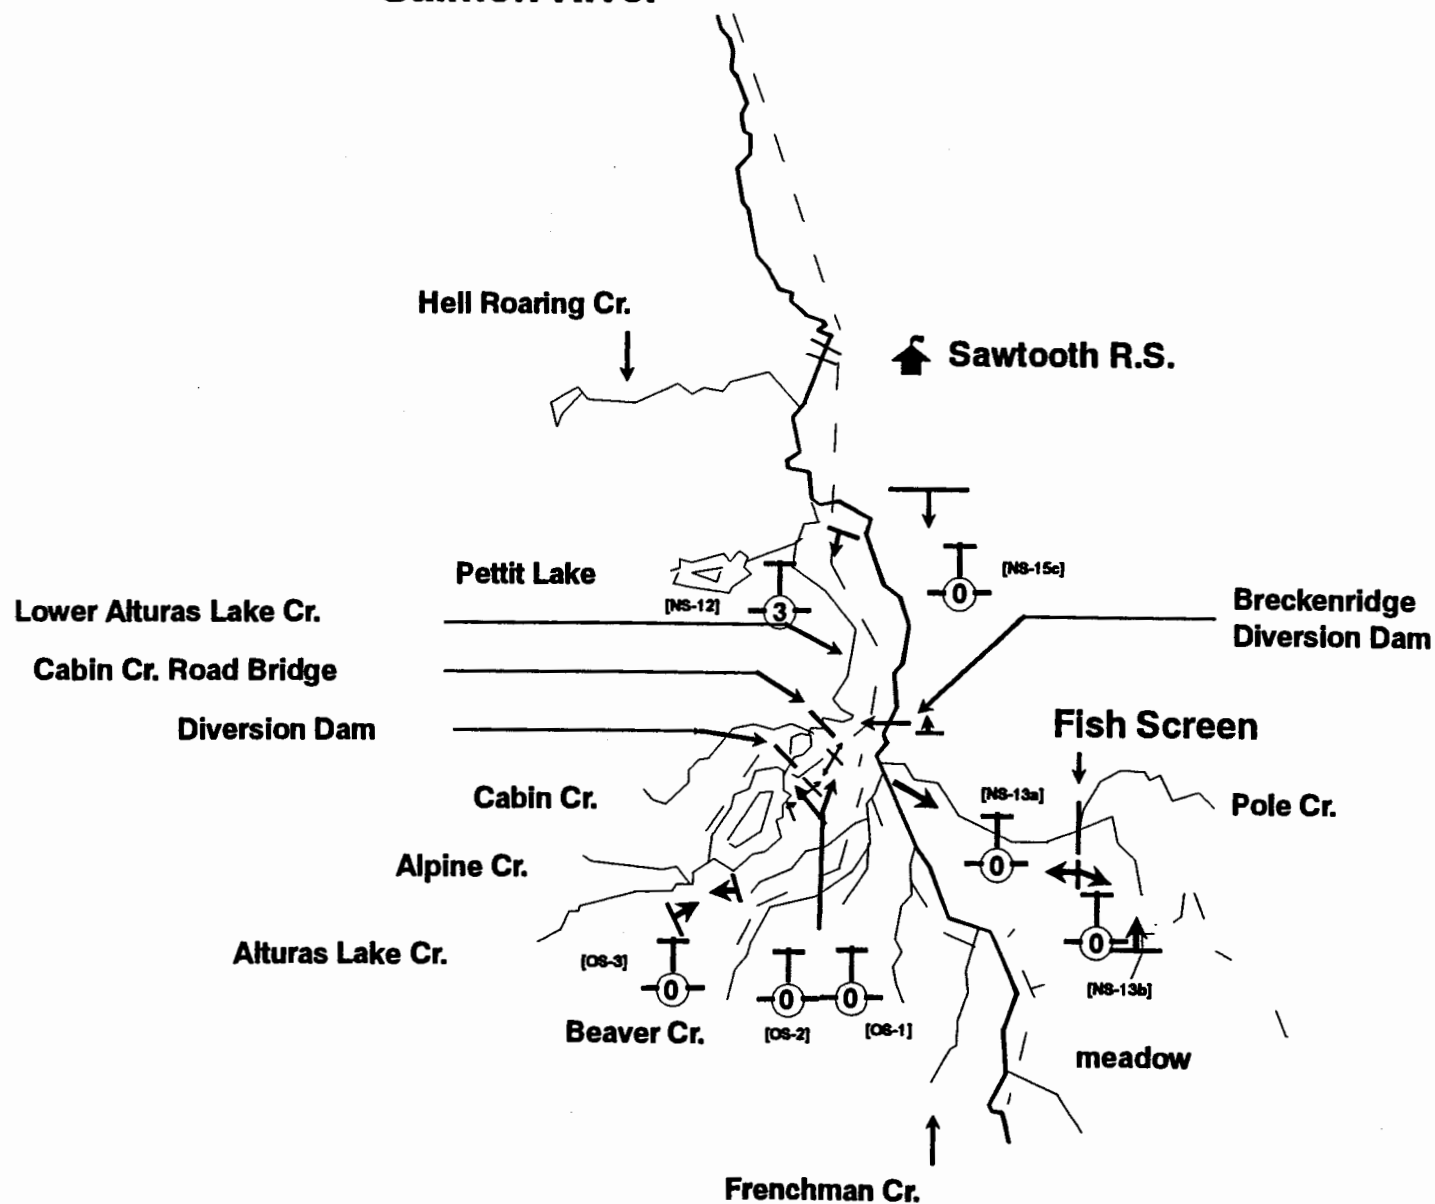 Hell Roaring Cr.
Sawtooth R.S.
[NS-15c]
0
Pettit Lake
[NS-12]
3
Lower Alturas Lake Cr.
Breckenridge
Diversion Dam
Cabin Cr. Road Bridge
Diversion Dam
Fish Screen
Cabin Cr.
[NS-13a]
0
Pole Cr.
Alpine Cr.
Alturas Lake Cr.
[OS-3]
0
0
0
0
[NS-13b]
Beaver Cr.
[OS-2]
[OS-1]
meadow
Frenchman Cr.